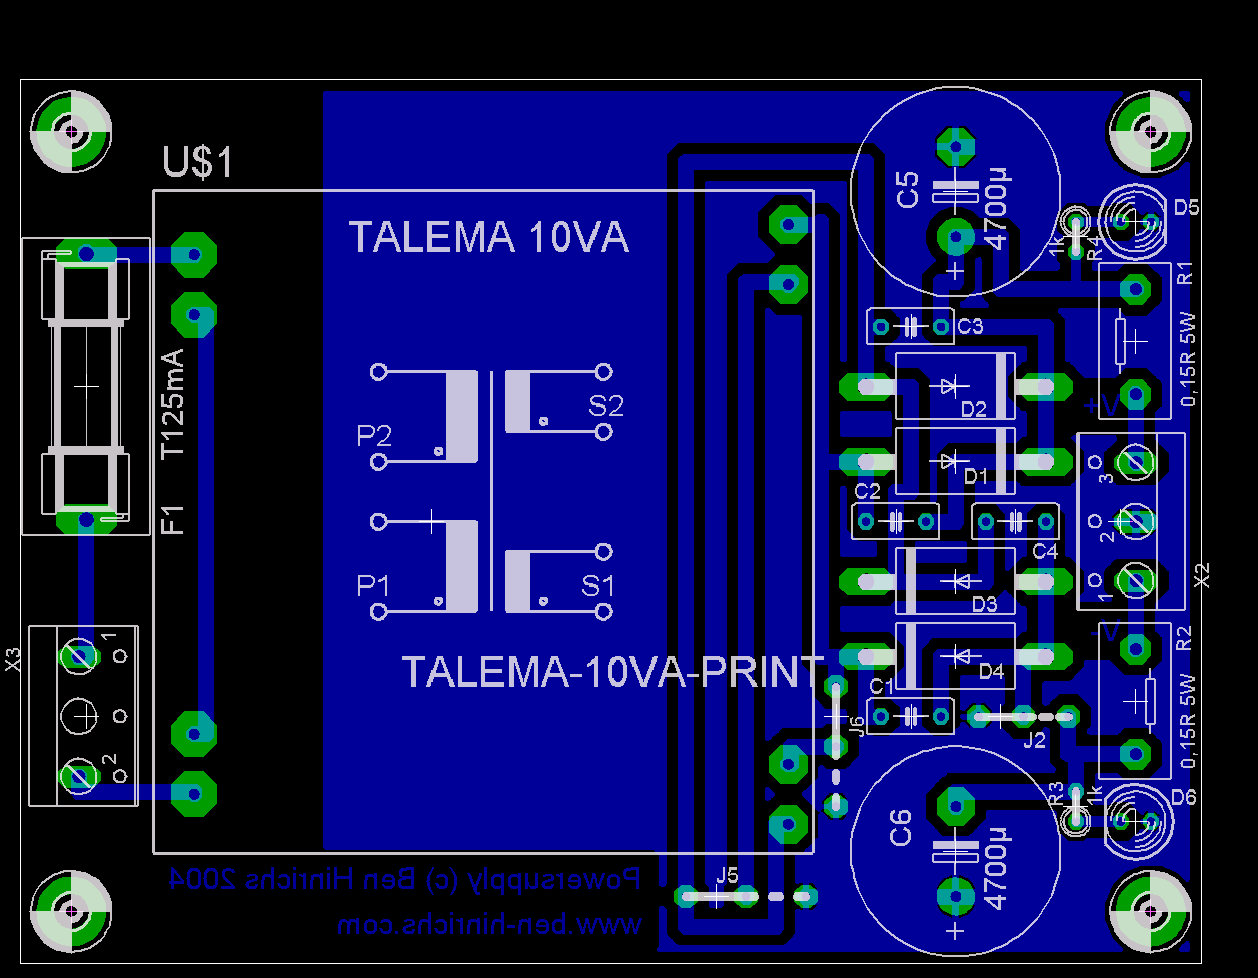 U$1
TALEMA 10VA
C5
4700µ
D5
1k
R4
R1
0,15R 5W
C3
D2
+V
T125mA
F1
P2
S2
D1
3
C2
2
C4
P1
S1
D3
1
X2
-V
X3
1
2
TALEMA-10VA-PRINT
D4
C1
J6
J2
R2
0,15R 5W
R3
1k
D6
C6
4700µ
J5
Powersupply (c) Ben Hinrichs 2004
www.ben-hinrichs.com